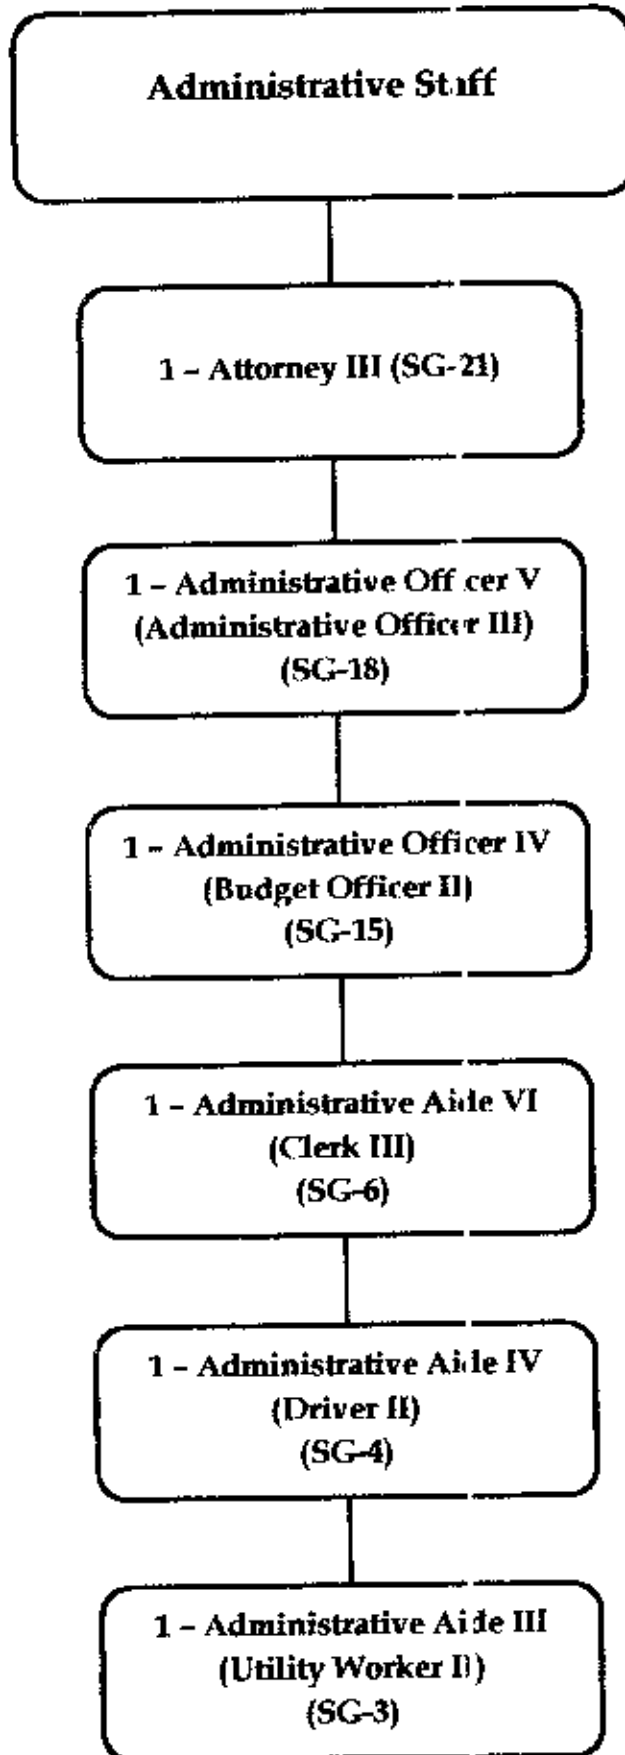 Administrative Staff
1 – Attorney III (SG-21)
1 – Administrative Officer V
(Administrative Officer III)
(SG-18)
1 – Administrative Officer IV
(Budget Officer II)
(SG-15)
1 – Administrative Aide VI
(Clerk III)
(SG-6)
1 – Administrative Aide IV
(Driver II)
(SG-4)
1 – Administrative Aide III
(Utility Worker II)
(SG-3)